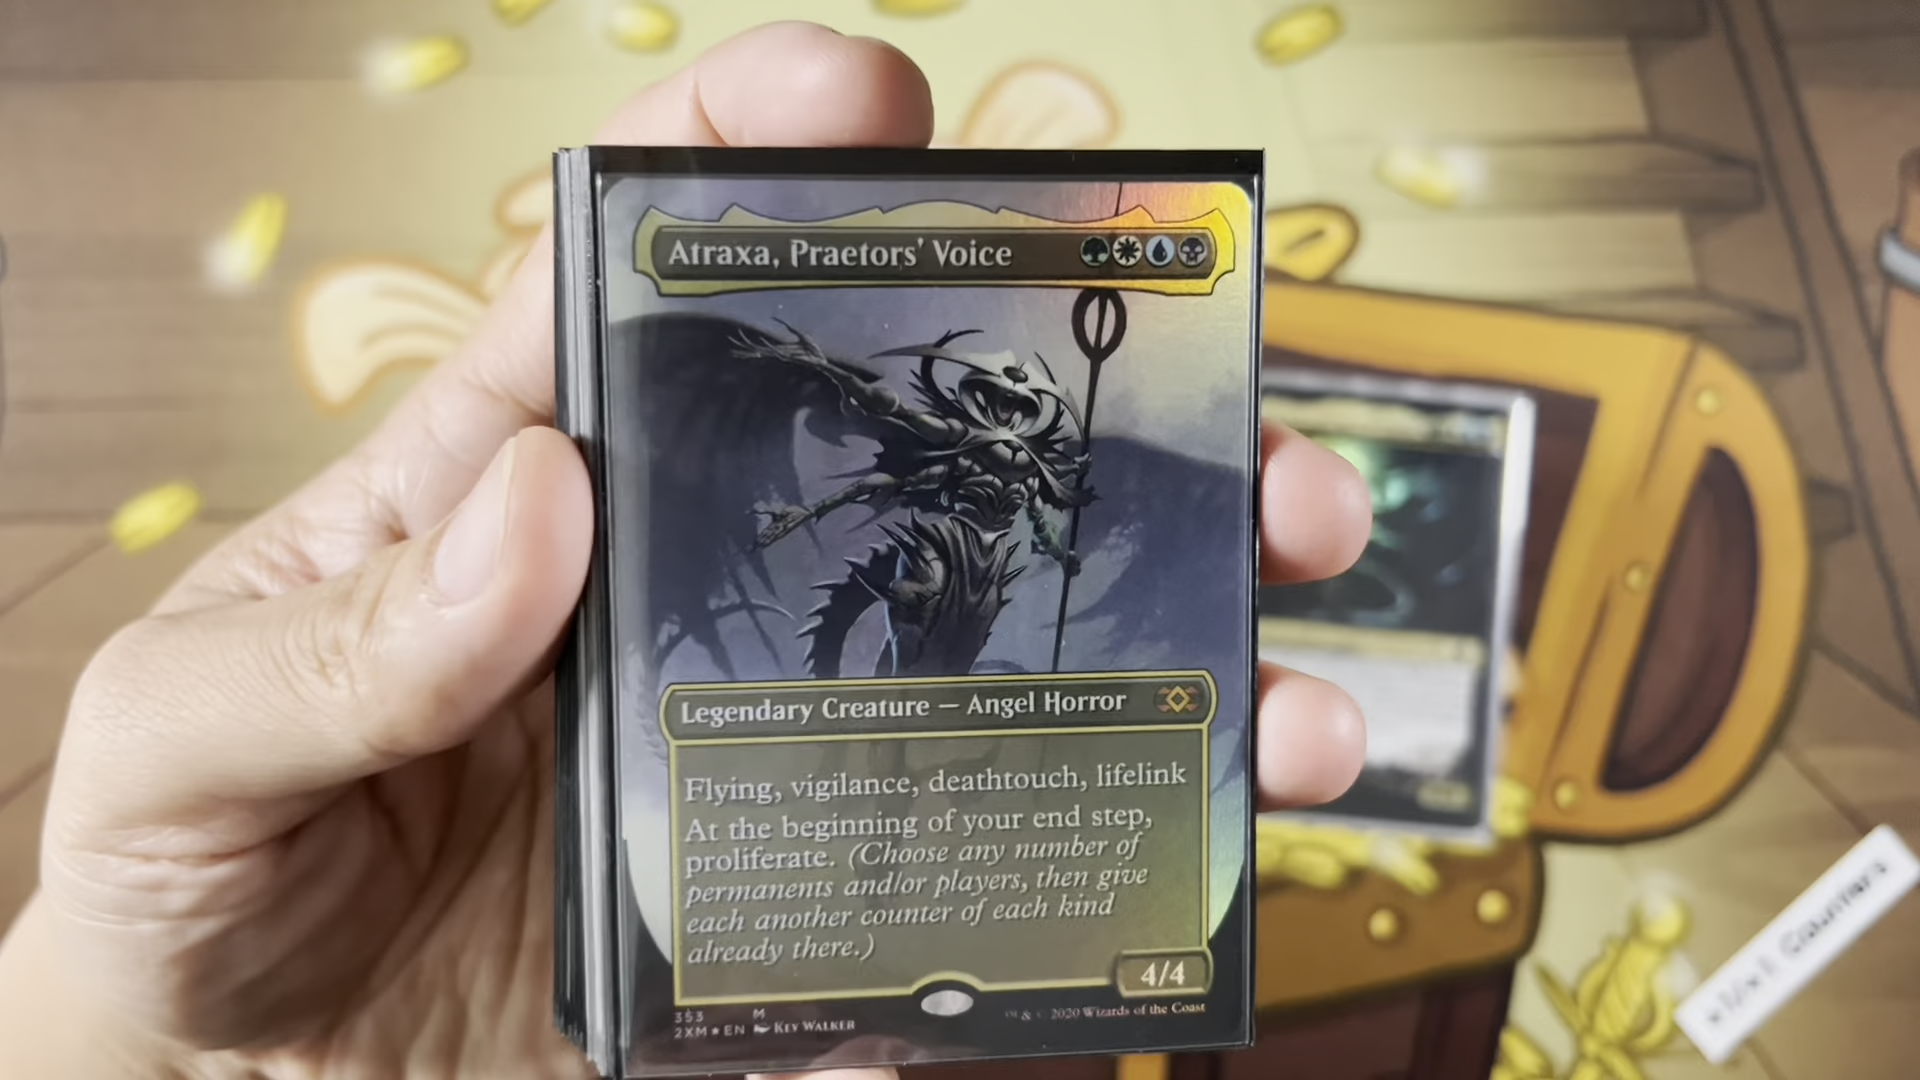 Atraxa, Praetors' Voice
Legendary Creature — Angel Horror
Flying, vigilance, deathtouch, lifelink
At the beginning of your end step,
proliferate. (Choose any number of
permanents and/or players, then give
each another counter of each kind
already there.)
4/4
353 M
2XM ★ EN Kev Walker
™ & © 2020 Wizards of the Coast
+1/+1 Counters